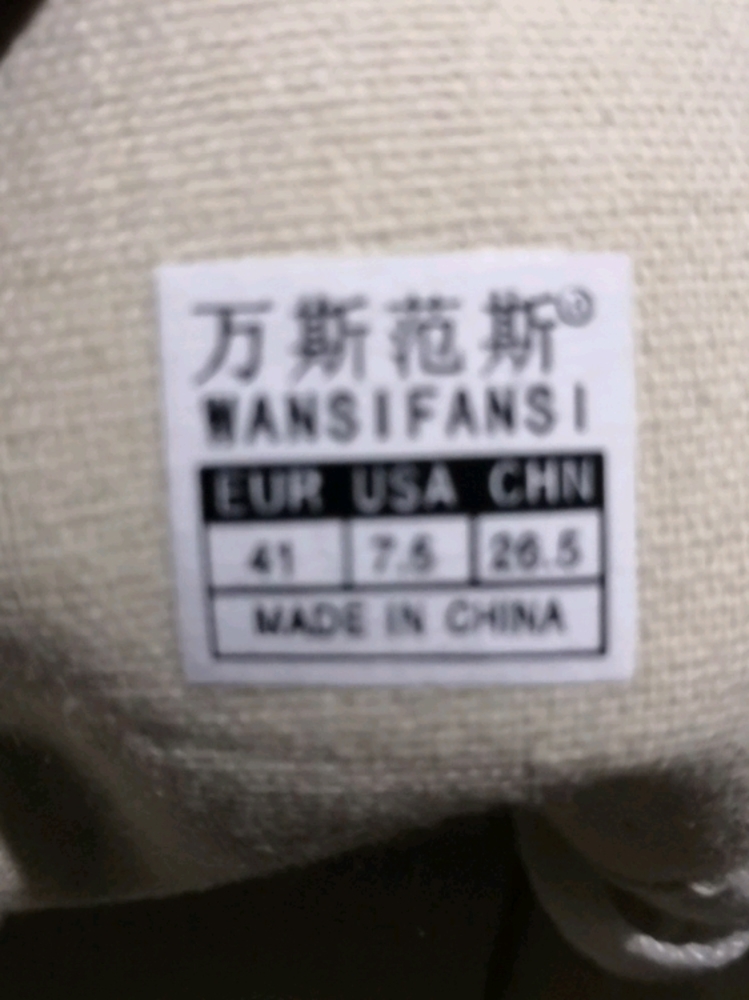 万斯范斯
WANSIFANSI
EUR USA CHN
41 7.5 26.5
MADE IN CHINA